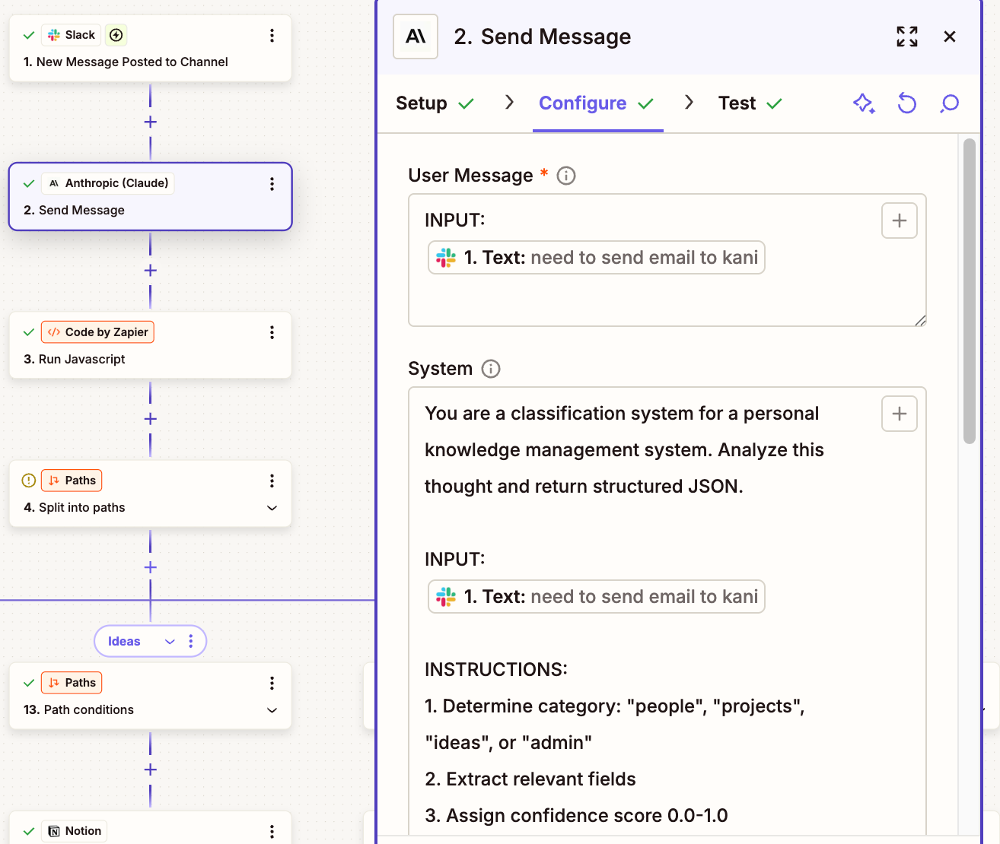 Slack
1. New Message Posted to Channel
Anthropic (Claude)
2. Send Message
Code by Zapier
3. Run Javascript
Paths
4. Split into paths
Ideas
Paths
13. Path conditions
Notion
2. Send Message
Setup
Configure
Test
User Message *
INPUT:
1. Text: need to send email to kani
System
You are a classification system for a personal
knowledge management system. Analyze this
thought and return structured JSON.
INPUT:
1. Text: need to send email to kani
INSTRUCTIONS:
1. Determine category: "people", "projects",
"ideas", or "admin"
2. Extract relevant fields
3. Assign confidence score 0.0-1.0